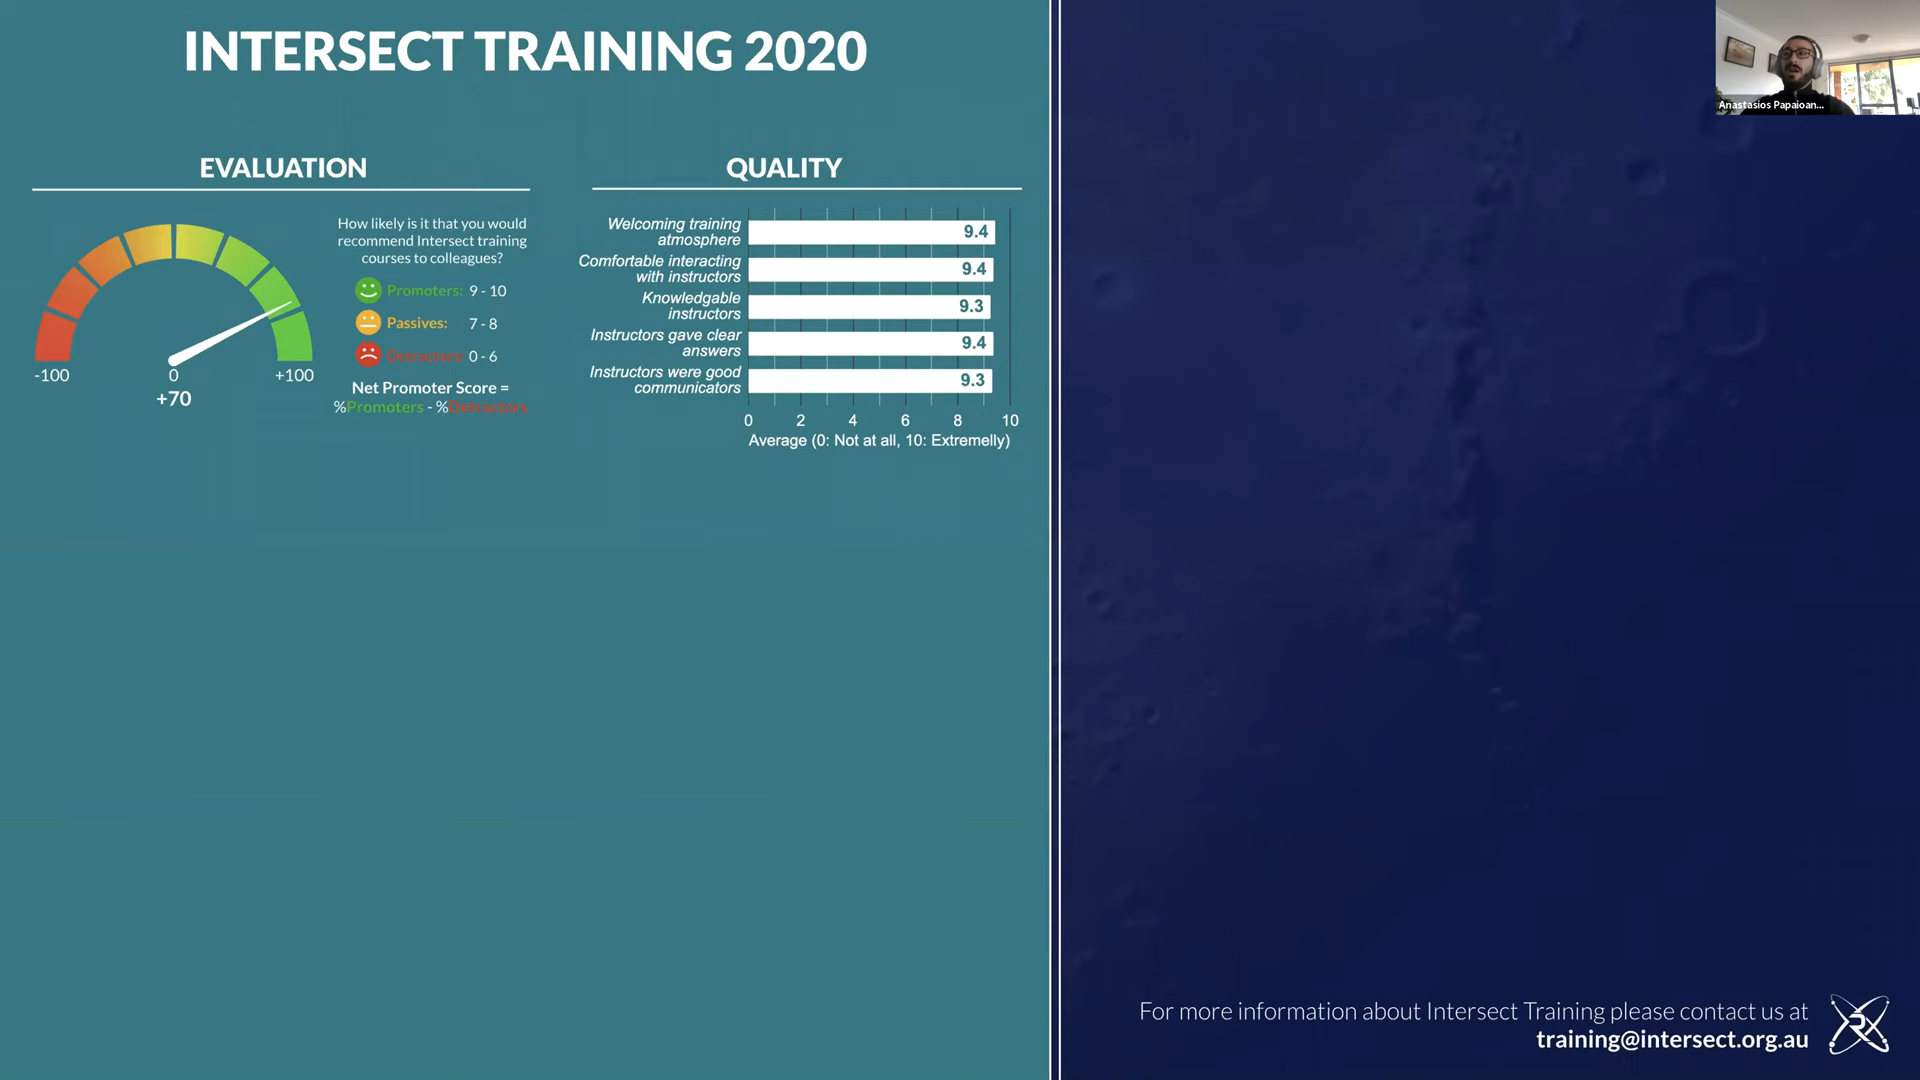 INTERSECT TRAINING 2020
Anastasios Papaioan...
EVALUATION
How likely is it that you would
recommend Intersect training
courses to colleagues?
Promoters: 9 - 10
Passives: 7 - 8
Detractors: 0 - 6
Net Promoter Score =
%Promoters - %Detractors
-100
0
+100
+70
QUALITY
Welcoming training
atmosphere
9.4
Comfortable interacting
with instructors
9.4
Knowledgable
instructors
9.3
Instructors gave clear
answers
9.4
Instructors were good
communicators
9.3
0 2 4 6 8 10
Average (0: Not at all, 10: Extremelly)
For more information about Intersect Training please contact us at
training@intersect.org.au